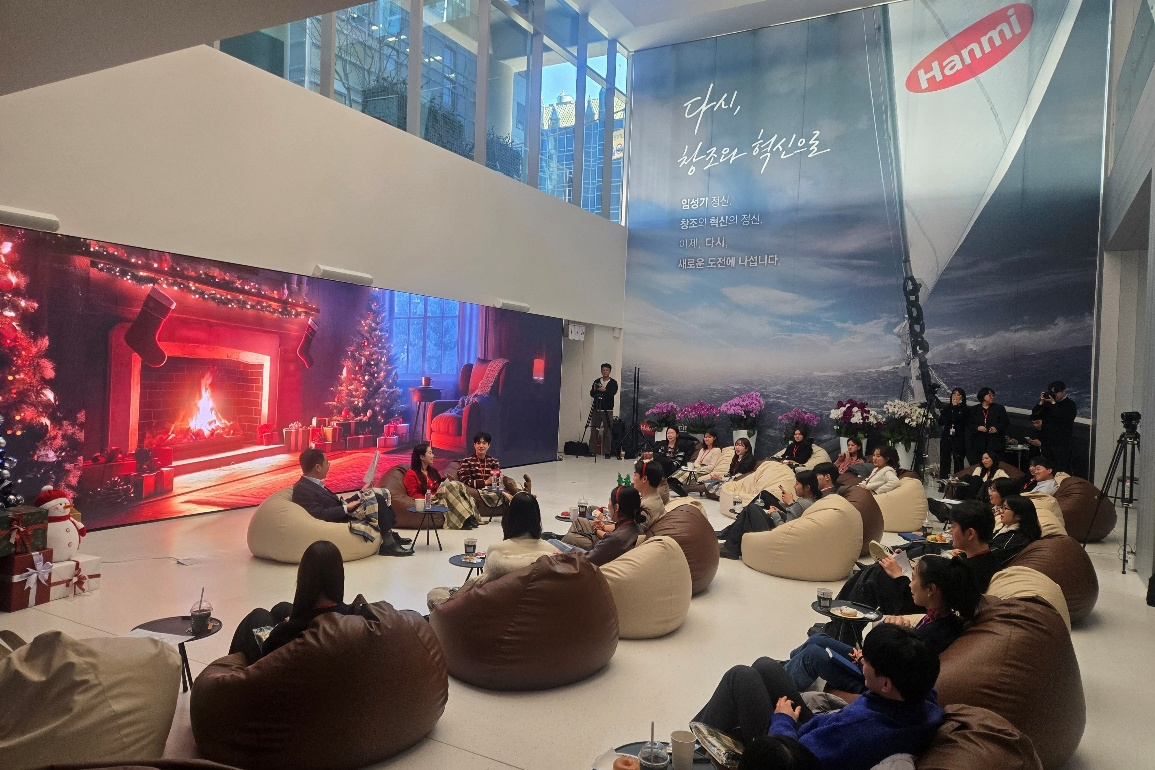 Hanmi
다시,
창조와 혁신으로
임성기 정신,
창조와 혁신의 정신,
이제, 다시,
새로운 도전에 나섭니다.